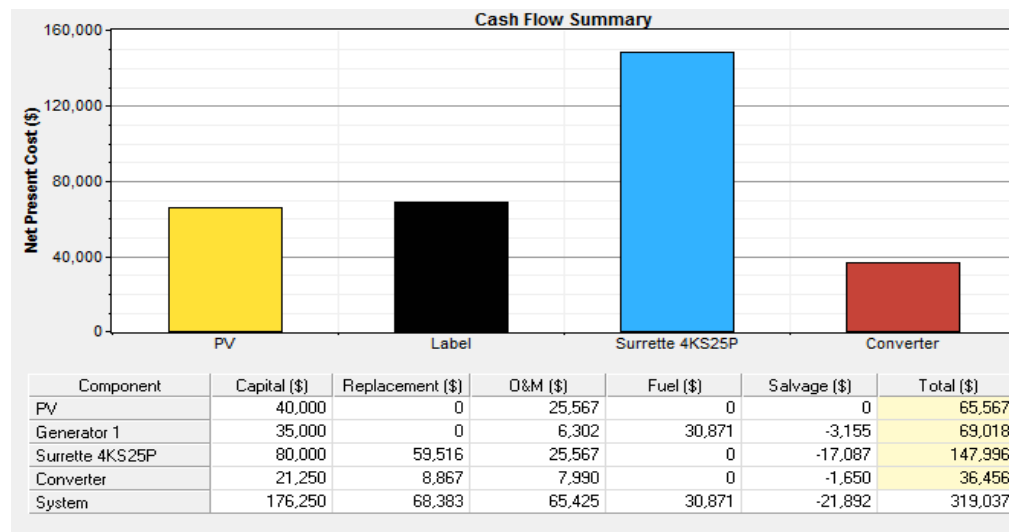 Cash Flow Summary
Net Present Cost ($)
160,000
120,000
80,000
40,000
0
PV Label Surrette 4KS25P Converter
Component Capital ($) Replacement ($) O&M ($) Fuel ($) Salvage ($) Total ($)
PV 40,000 0 25,567 0 0 65,567
Generator 1 35,000 0 6,302 30,871 -3,155 69,018
Surrette 4KS25P 80,000 59,516 25,567 0 -17,087 147,996
Converter 21,250 8,867 7,990 0 -1,650 36,456
System 176,250 68,383 65,425 30,871 -21,892 319,037